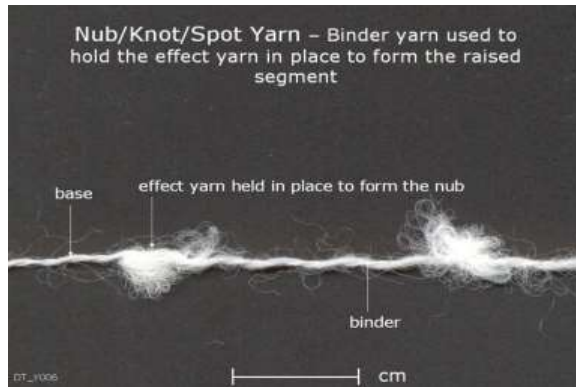 Nub/Knot/Spot Yarn – Binder yarn used to
hold the effect yarn in place to form the raised
segment
effect yarn held in place to form the nub
base
binder
cm
DT_Y006